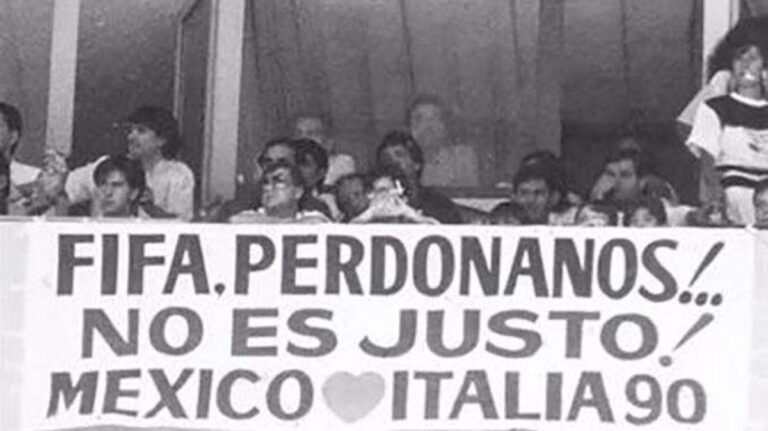 FIFA, PERDONANOS!...
NO ES JUSTO!
MEXICO ❤ ITALIA 90